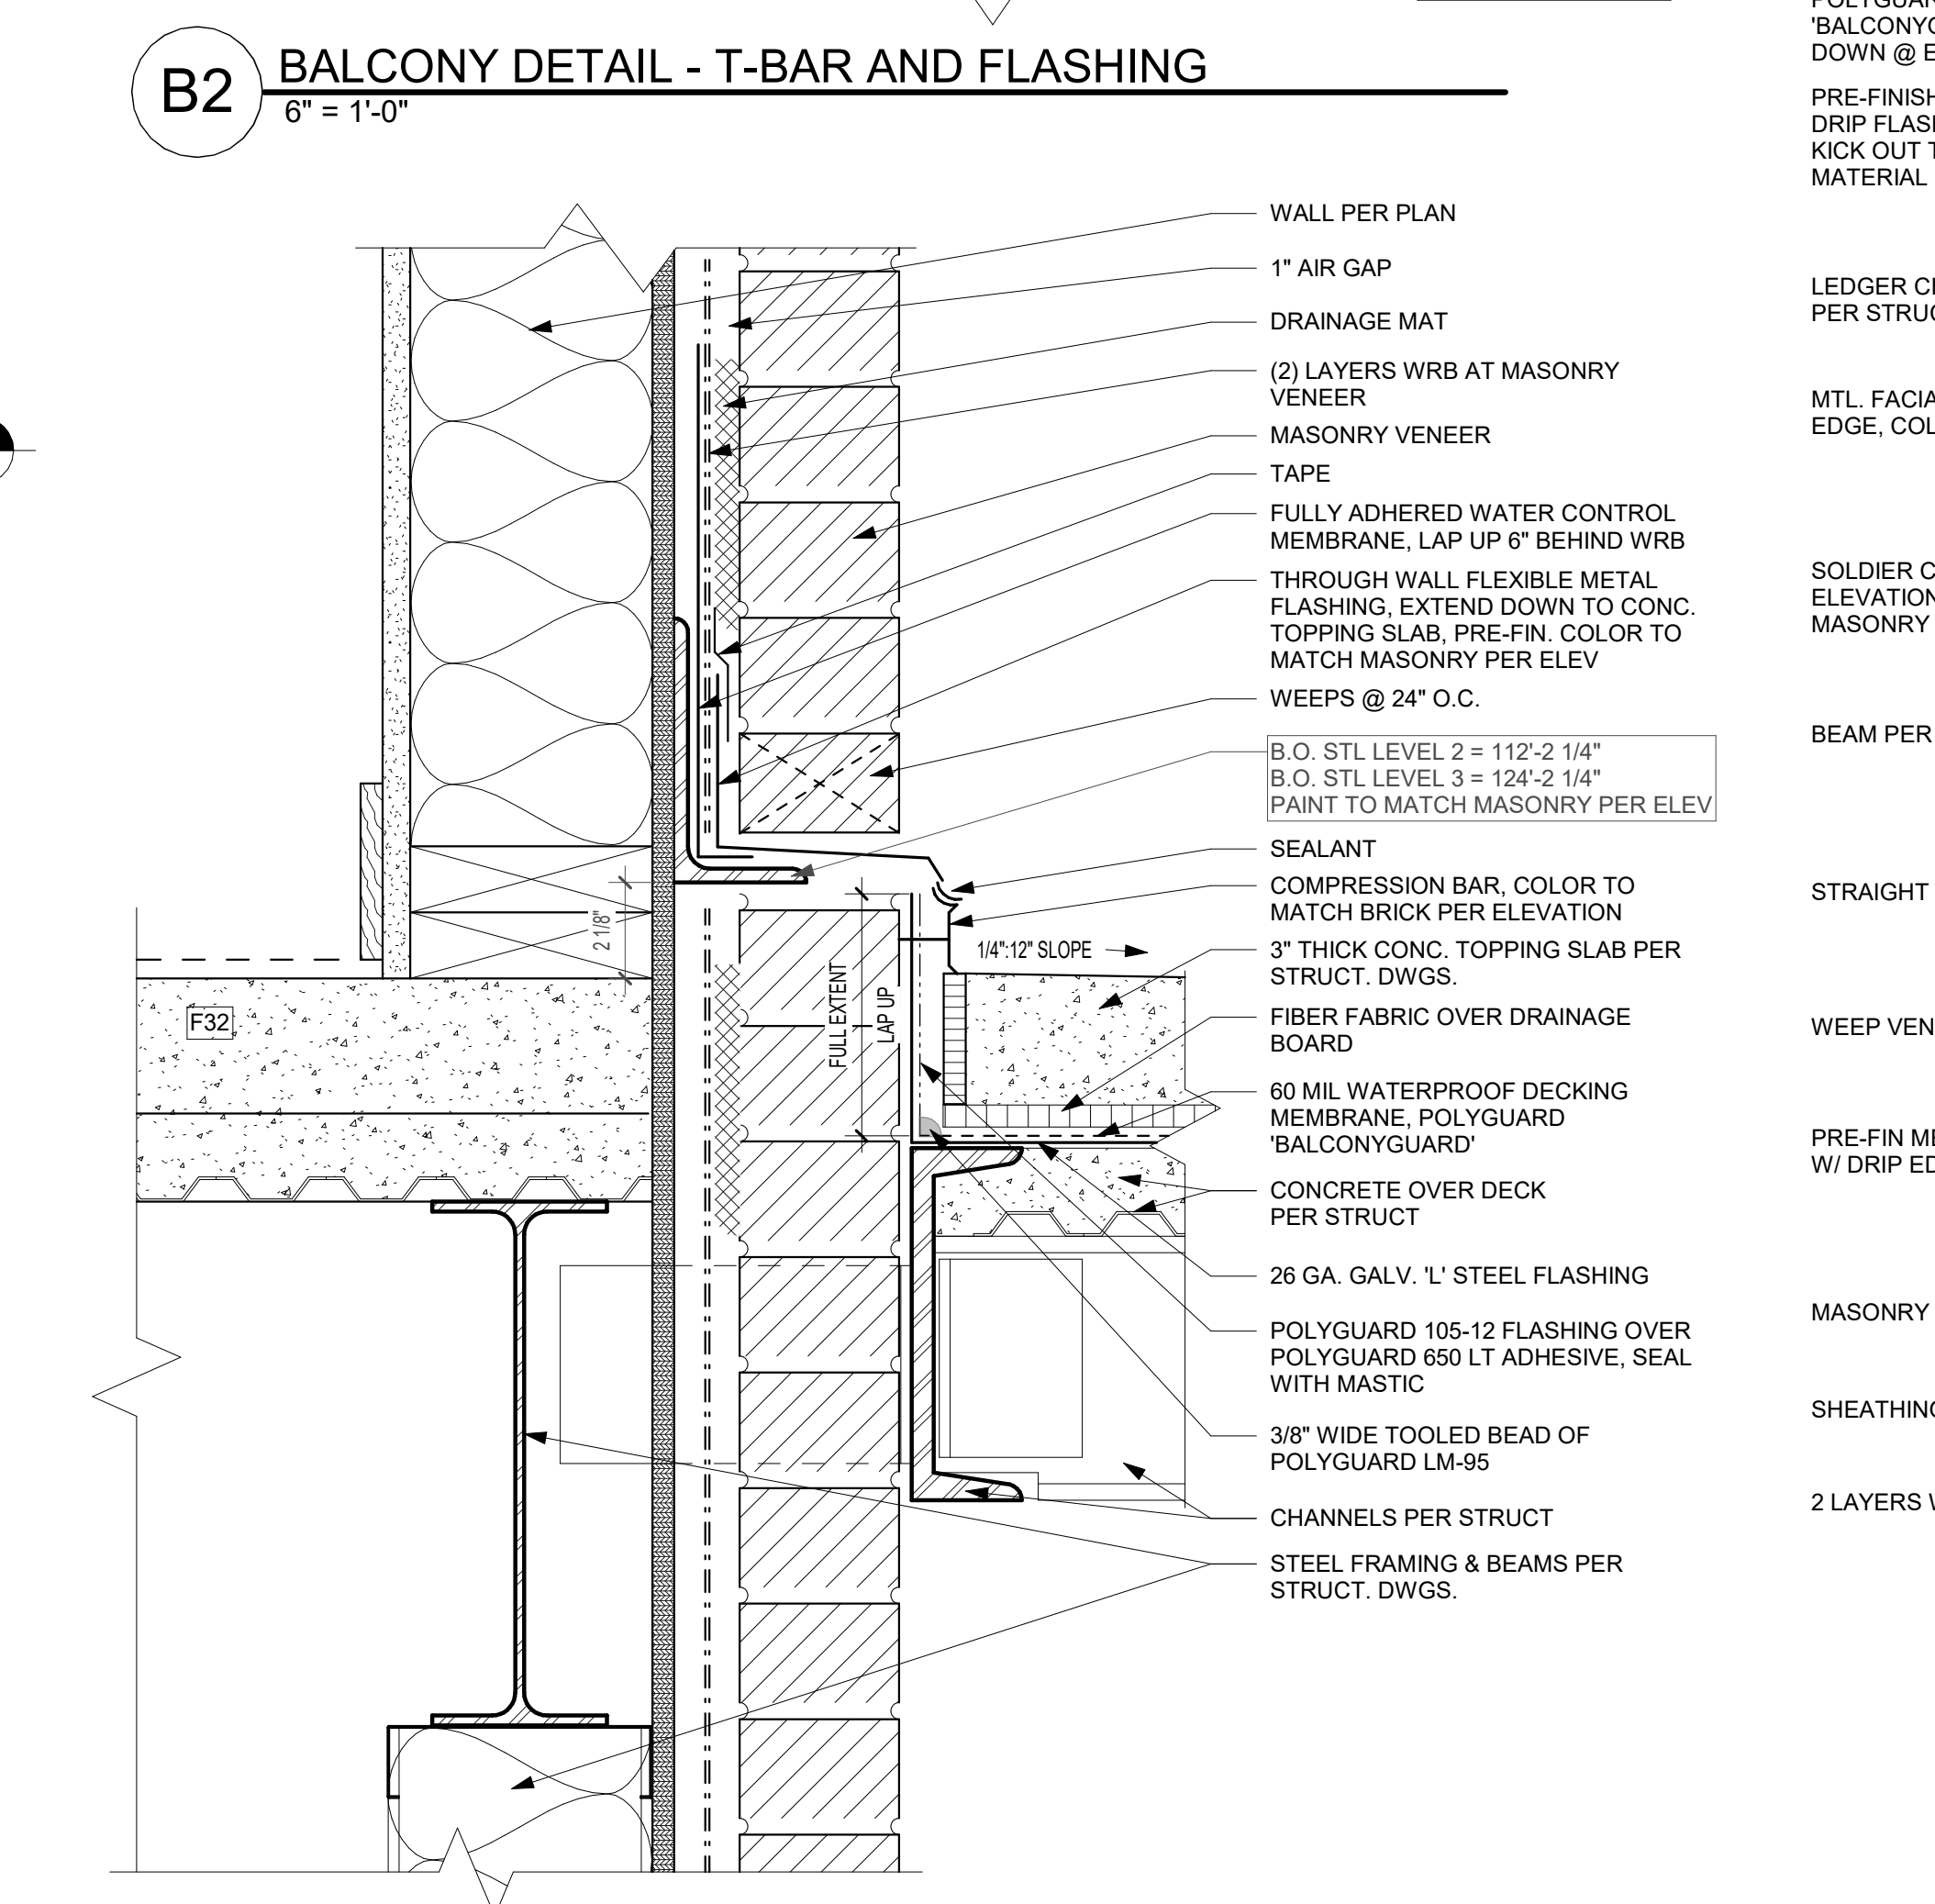 B2
BALCONY DETAIL - T-BAR AND FLASHING
6" = 1'-0"
WALL PER PLAN
1" AIR GAP
DRAINAGE MAT
(2) LAYERS WRB AT MASONRY
VENEER
MASONRY VENEER
TAPE
FULLY ADHERED WATER CONTROL
MEMBRANE, LAP UP 6" BEHIND WRB
THROUGH WALL FLEXIBLE METAL
FLASHING, EXTEND DOWN TO CONC.
TOPPING SLAB, PRE-FIN. COLOR TO
MATCH MASONRY PER ELEV
WEEPS @ 24" O.C.
B.O. STL LEVEL 2 = 112'-2 1/4"
B.O. STL LEVEL 3 = 124'-2 1/4"
PAINT TO MATCH MASONRY PER ELEV
SEALANT
COMPRESSION BAR, COLOR TO
MATCH BRICK PER ELEVATION
3" THICK CONC. TOPPING SLAB PER
STRUCT. DWGS.
FIBER FABRIC OVER DRAINAGE
BOARD
60 MIL WATERPROOF DECKING
MEMBRANE, POLYGUARD
'BALCONYGUARD'
CONCRETE OVER DECK
PER STRUCT
26 GA. GALV. 'L' STEEL FLASHING
POLYGUARD 105-12 FLASHING OVER
POLYGUARD 650 LT ADHESIVE, SEAL
WITH MASTIC
3/8" WIDE TOOLED BEAD OF
POLYGUARD LM-95
CHANNELS PER STRUCT
STEEL FRAMING & BEAMS PER
STRUCT. DWGS.
2 1/8"
FULL EXTENT
LAP UP
1/4":12" SLOPE
F32
'BALCONYG
DOWN @ E
PRE-FINISH
DRIP FLASH
KICK OUT T
MATERIAL
LEDGER C
PER STRUC
MTL. FACIA
EDGE, COL
SOLDIER C
ELEVATION
MASONRY
BEAM PER
STRAIGHT
WEEP VEN
PRE-FIN ME
W/ DRIP ED
MASONRY
SHEATHING
2 LAYERS W